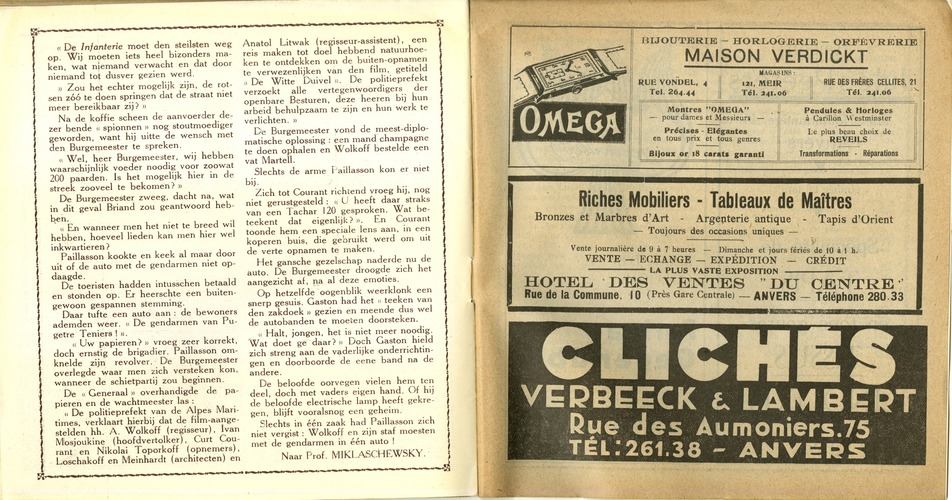 « De Infanterie moet den steilsten weg
op. Wij moeten iets heel bizonders ma-
ken, wat niemand verwacht en dat door
niemand tot dusver gezien werd.
» Zou het echter mogelijk zijn, de rot-
sen zóó te doen springen dat de straat niet
meer bereikbaar zij? »
Na de koffie scheen de aanvoerder de-
zer bende « spionnen » nog stoutmoediger
geworden, want hij uitte de wensch met
den Burgemeester te spreken.
« Wel, heer Burgemeester, wij hebben
waarschijnlijk voeder noodig voor zoowat
200 paarden. Is het mogelijk hier in de
streek zooveel te bekomen? »
De Burgemeester zweeg, dacht na, wat
in dit geval Briand zou geantwoord heb-
ben.
« En wanneer men niet te breed wil
hebben, hoeveel lieden kan men hier wel
inkwartieren?
Paillasson kookte en keek al maar door
uit of de auto met de gendarmen niet op-
daagde.
De toeristen hadden intusschen betaald
en stonden op. Er heerschte een buiten-
gewoon gespannen stemming.
Daar tufte een auto aan : de bewoners
ademden weer. « De gendarmen van Pu-
getre Teniers ! ».
« Uw papieren? » vroeg zeer korrekt,
doch ernstig de brigadier. Paillasson om-
knelde zijn revolver. De Burgemeester
overlegde waar men zich versteken kon,
wanneer de schietpartij zou beginnen.
De « Generaal » overhandigde de pa-
pieren en de wachtmeester las :
« De politieprefekt van de Alpes Mari-
times, verklaart hierbij dat de film-aange-
stelden hh. A. Wolkoff (regisseur), Ivan
Mosjoukine (hoofdvertolker), Curt Cou-
rant en Nikolai Toporkoff (opnemers),
Loschakoff en Meinhardt (architecten) en
Anatol Litwak (regisseur-assistent), een
reis maken tot doel hebbend natuurhoe-
ken te ontdekken om de buiten-opnamen
te verwezenlijken van den film, getiteld
« De Witte Duivel ». De politieprefekt
verzoekt alle vertegenwoordigers der
openbare Besturen, deze heeren bij hun
arbeid behulpzaam te zijn en hun werk te
verlichten. »
De Burgemeester vond de meest-diplo-
matische oplossing : een mand champagne
te doen ophalen en Wolkoff bestelde een
vat Martell.
Slechts de arme Paillasson kon er niet
bij.
Zich tot Courant richtend vroeg hij, nog
niet gerustgesteld : « U heeft daar straks
van een Tachar 120 gesproken. Wat be-
teekent dat eigenlijk? ». En Courant
toonde hem een speciale lens aan, in een
koperen buis, die gebruikt werd om uit
de verte opnamen te maken.
Het gansche gezelschap naderde nu de
auto. De Burgemeester droogde zich het
aangezicht af, na al deze emoties.
Op hetzelfde oogenblik weerklonk een
snerp gesuis. Gaston had het « teeken van
den zakdoek » gezien en meende dus wel
de autobanden te moeten doorsteken.
« Halt, jongen, het is niet meer noodig.
Wat doet ge daar? » Doch Gaston hield
zich streng aan de vaderlijke onderrichtin-
gen en doorboorde de eene band na de
andere.
De beloofde oorvegen vielen hem ten
deel, doch met vaders eigen hand. Of hij
de beloofde electrische lamp heeft gekre-
gen, blijft vooralsnog een geheim.
Slechts in één zaak had Paillasson zich
niet vergist : Wolkoff en zijn staf moesten
met de gendarmen in één auto !
Naar Prof. MIKLASCHEWSKY.
BIJOUTERIE – HORLOGERIE – ORFÈVRERIE
MAISON VERDICKT
MAGASINS :
RUE VONDEL, 4
Tel. 264.44
121, MEIR
Tél. 241.06
RUE DES FRÈRES CELLITES, 21
Tél. 241.06
OMEGA
Montres "OMEGA"
— pour dames et Messieurs —
Précises - Elégantes
en tous prix et tous genres
Bijoux or 18 carats garanti
Pendules & Horloges
à Carillon Westminster
Le plus beau choix de
REVEILS
Transformations - Réparations
Riches Mobiliers - Tableaux de Maîtres
Bronzes et Marbres d'Art - Argenterie antique - Tapis d'Orient
— Toujours des occasions uniques —
Vente journalière de 9 à 7 heures — Dimanche et jours fériés de 10 à 1 h.
VENTE — ECHANGE — EXPÉDITION — CRÉDIT
LA PLUS VASTE EXPOSITION
HOTEL DES VENTES "DU CENTRE"
Rue de la Commune, 10 (Près Gare Centrale) — ANVERS — Téléphone 280.33
CLICHÉS
VERBEECK & LAMBERT
Rue des Aumoniers.75
TÉL:261.38 – ANVERS